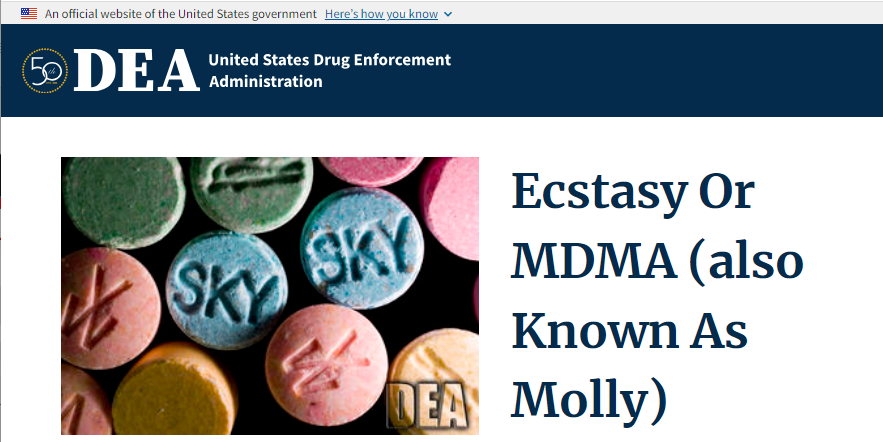 An official website of the United States government Here's how you know
50th DEA United States Drug Enforcement
Administration
SKY
SKY
DEA
Ecstasy Or
MDMA (also
Known As
Molly)